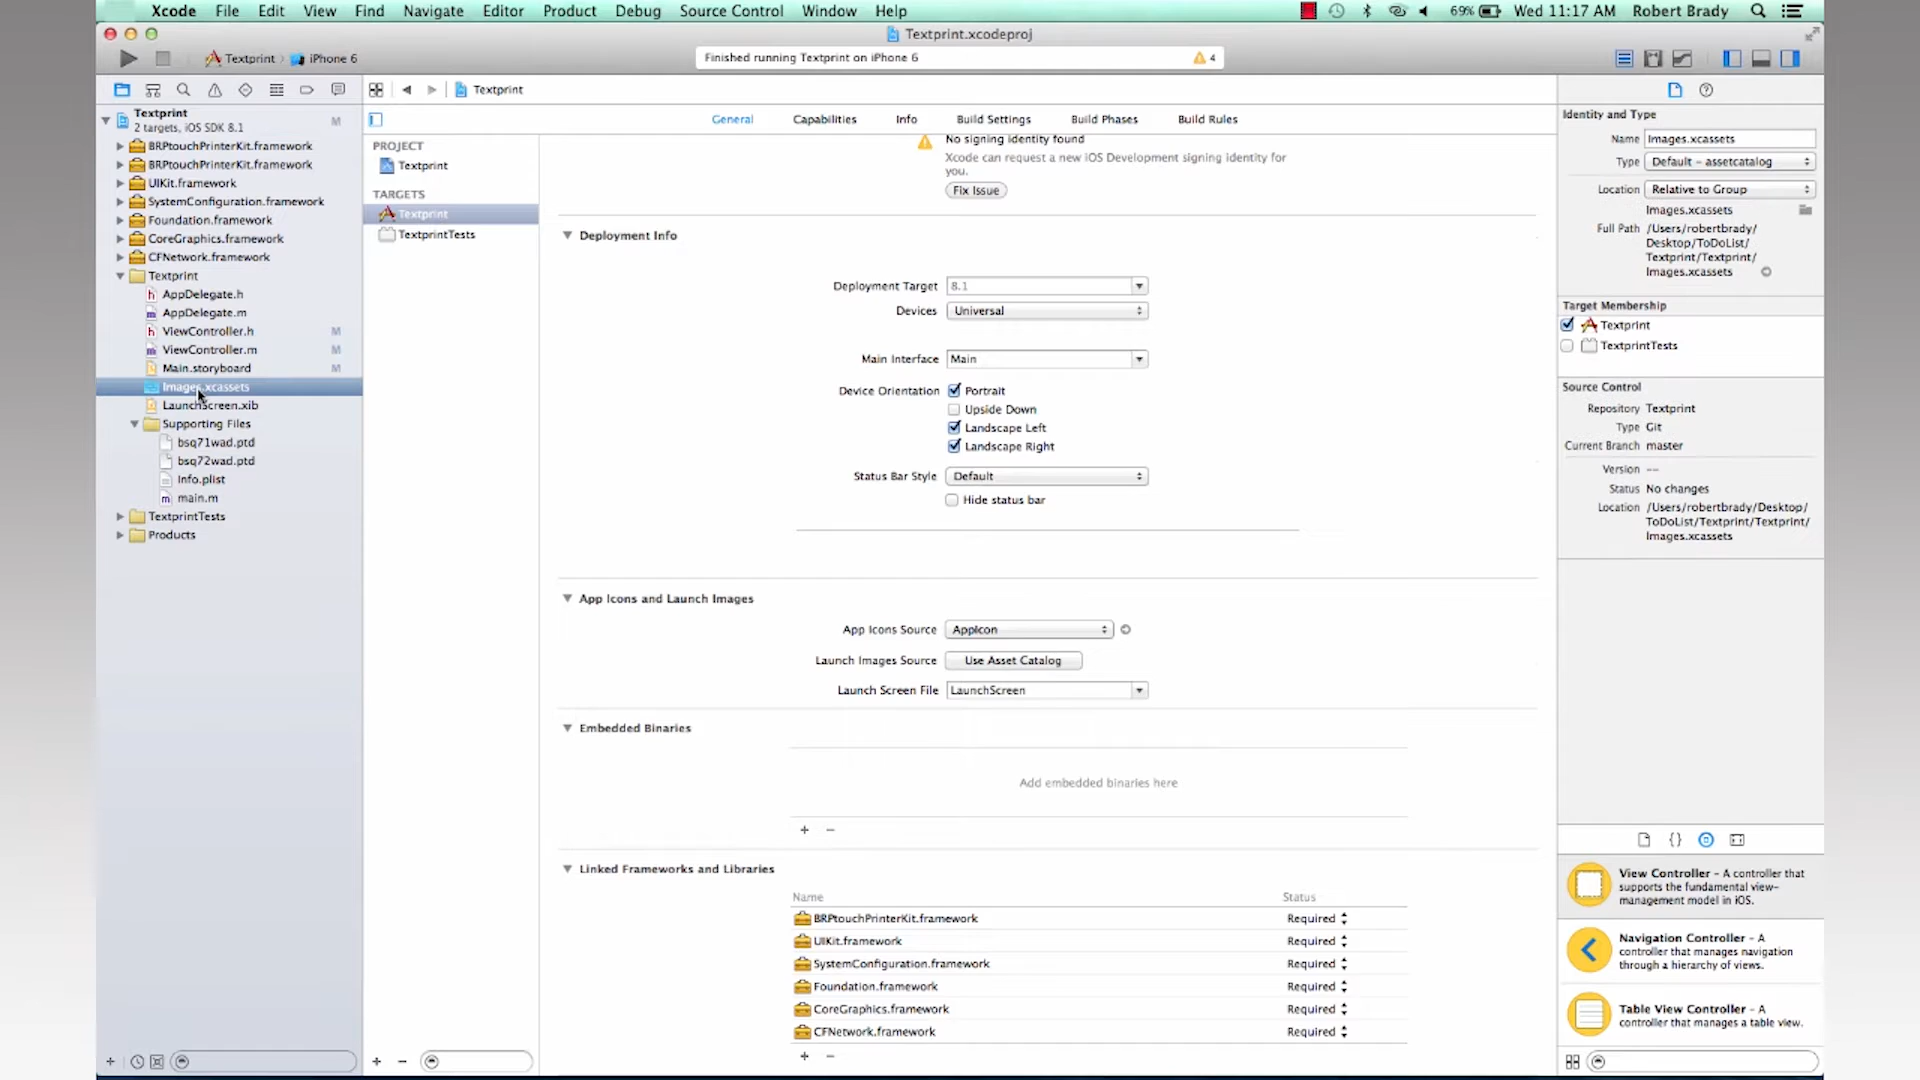 Xcode File Edit View Find Navigate Editor Product Debug Source Control Window Help 69% Wed 11:17 AM Robert Brady
Textprint.xcodeproj
Textprint iPhone 6
Finished running Textprint on iPhone 6
4
Textprint
Textprint
2 targets, iOS SDK 8.1
M
BRPtouchPrinterKit.framework
BRPtouchPrinterKit.framework
UIKit.framework
SystemConfiguration.framework
Foundation.framework
CoreGraphics.framework
CFNetwork.framework
Textprint
h AppDelegate.h
m AppDelegate.m
h ViewController.h M
m ViewController.m M
Main.storyboard M
Images.xcassets
LaunchScreen.xib
Supporting Files
bsq71wad.ptd
bsq72wad.ptd
Info.plist
m main.m
TextprintTests
Products
PROJECT
Textprint
TARGETS
Textprint
TextprintTests
General Capabilities Info Build Settings Build Phases Build Rules
No signing identity found
Xcode can request a new iOS Development signing identity for
you.
Fix Issue
Deployment Info
Deployment Target 8.1
Devices Universal
Main Interface Main
Device Orientation Portrait
Upside Down
Landscape Left
Landscape Right
Status Bar Style Default
Hide status bar
App Icons and Launch Images
App Icons Source AppIcon
Launch Images Source Use Asset Catalog
Launch Screen File LaunchScreen
Embedded Binaries
Add embedded binaries here
+ −
Linked Frameworks and Libraries
Name Status
BRPtouchPrinterKit.framework Required
UIKit.framework Required
SystemConfiguration.framework Required
Foundation.framework Required
CoreGraphics.framework Required
CFNetwork.framework Required
+ −
Identity and Type
Name Images.xcassets
Type Default - assetcatalog
Location Relative to Group
Images.xcassets
Full Path /Users/robertbrady/
Desktop/ToDoList/
Textprint/Textprint/
Images.xcassets
Target Membership
Textprint
TextprintTests
Source Control
Repository Textprint
Type Git
Current Branch master
Version --
Status No changes
Location /Users/robertbrady/Desktop/
ToDoList/Textprint/Textprint/
Images.xcassets
{}
View Controller - A controller that
supports the fundamental view-
management model in iOS.
Navigation Controller - A
controller that manages navigation
through a hierarchy of views.
Table View Controller - A
controller that manages a table view.